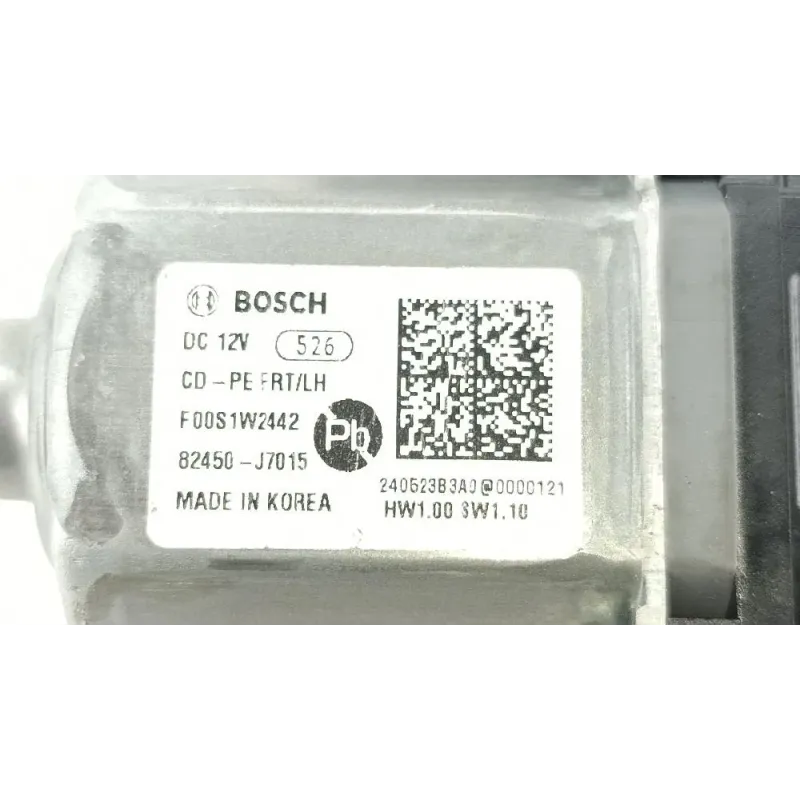 BOSCH
DC 12V 526
CD-PE FRT/LH
F00S1W2442
Pb
82450-J7015
240523B3A0@0000121
MADE IN KOREA
HW1.00 SW1.10